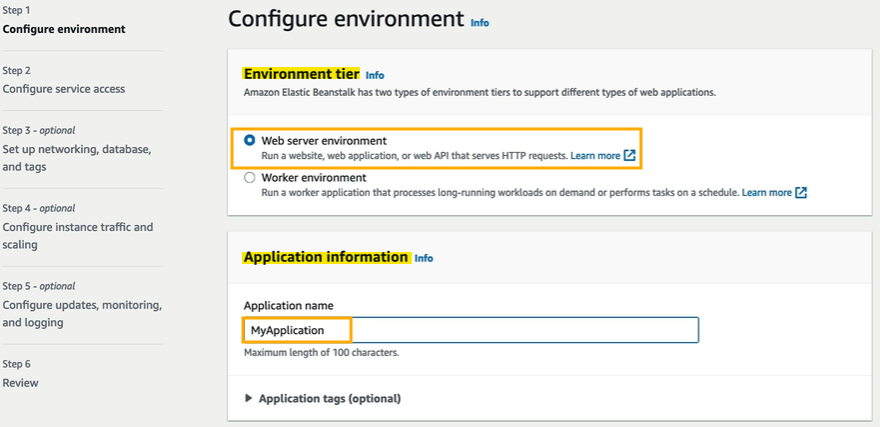 Step 1
Configure environment
Step 2
Configure service access
Step 3 - optional
Set up networking, database,
and tags
Step 4 - optional
Configure instance traffic and
scaling
Step 5 - optional
Configure updates, monitoring,
and logging
Step 6
Review
Configure environment Info
Environment tier Info
Amazon Elastic Beanstalk has two types of environment tiers to support different types of web applications.
Web server environment
Run a website, web application, or web API that serves HTTP requests. Learn more
Worker environment
Run a worker application that processes long-running workloads on demand or performs tasks on a schedule. Learn more
Application information Info
Application name
MyApplication
Maximum length of 100 characters.
Application tags (optional)